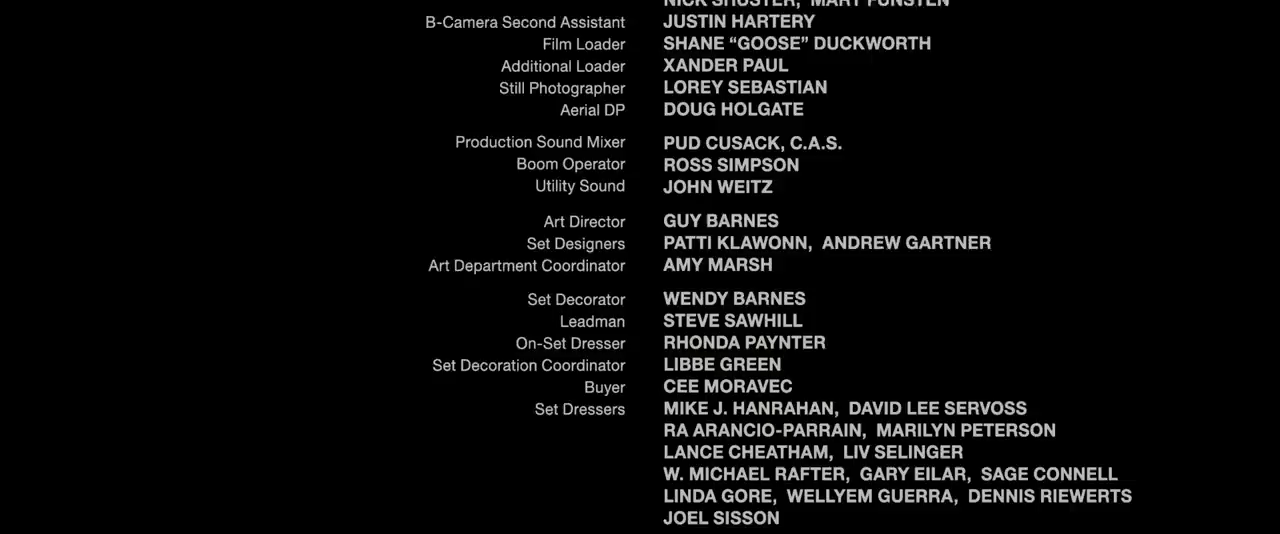 NICK SHUSTER, MARY FUNSTEN
B-Camera Second Assistant JUSTIN HARTERY
Film Loader SHANE “GOOSE” DUCKWORTH
Additional Loader XANDER PAUL
Still Photographer LOREY SEBASTIAN
Aerial DP DOUG HOLGATE
Production Sound Mixer PUD CUSACK, C.A.S.
Boom Operator ROSS SIMPSON
Utility Sound JOHN WEITZ
Art Director GUY BARNES
Set Designers PATTI KLAWONN, ANDREW GARTNER
Art Department Coordinator AMY MARSH
Set Decorator WENDY BARNES
Leadman STEVE SAWHILL
On-Set Dresser RHONDA PAYNTER
Set Decoration Coordinator LIBBE GREEN
Buyer CEE MORAVEC
Set Dressers MIKE J. HANRAHAN, DAVID LEE SERVOSS
RA ARANCIO-PARRAIN, MARILYN PETERSON
LANCE CHEATHAM, LIV SELINGER
W. MICHAEL RAFTER, GARY EILAR, SAGE CONNELL
LINDA GORE, WELLYEM GUERRA, DENNIS RIEWERTS
JOEL SISSON